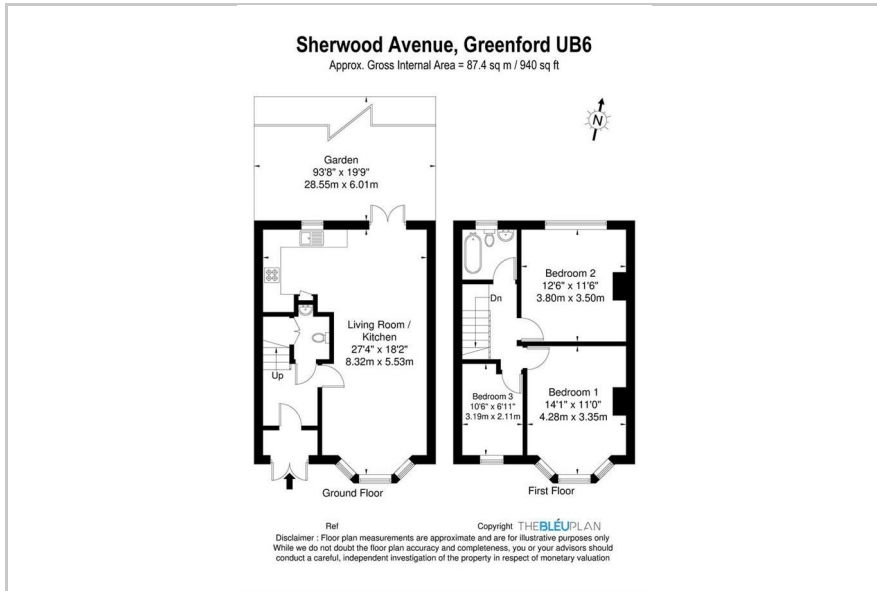 Sherwood Avenue, Greenford UB6
Approx. Gross Internal Area = 87.4 sq m / 940 sq ft
N
Garden
93'8" x 19'9"
28.55m x 6.01m
Living Room /
Kitchen
27'4" x 18'2"
8.32m x 5.53m
Up
Ground Floor
Bedroom 2
12'6" x 11'6"
3.80m x 3.50m
Dn
Bedroom 3
10'6" x 6'11"
3.19m x 2.11m
Bedroom 1
14'1" x 11'0"
4.28m x 3.35m
First Floor
Ref
Copyright THEBLÉUPLAN
Disclaimer : Floor plan measurements are approximate and are for illustrative purposes only
While we do not doubt the floor plan accuracy and completeness, you or your advisors should
conduct a careful, independent investigation of the property in respect of monetary valuation